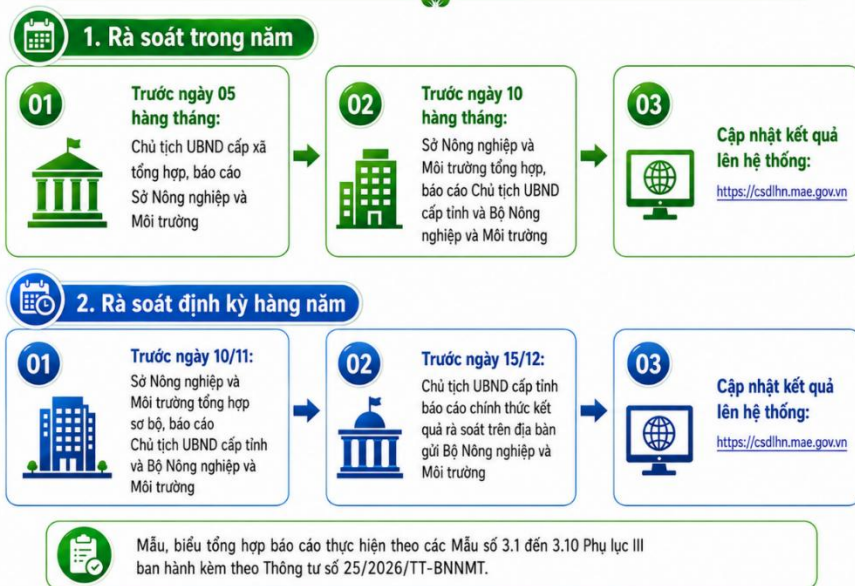 1. Rà soát trong năm
01
Trước ngày 05
hàng tháng:
Chủ tịch UBND cấp xã
tổng hợp, báo cáo
Sở Nông nghiệp và
Môi trường
02
Trước ngày 10
hàng tháng:
Sở Nông nghiệp và
Môi trường tổng hợp,
báo cáo Chủ tịch UBND
cấp tỉnh và Bộ Nông
nghiệp và Môi trường
03
Cập nhật kết quả
lên hệ thống:
https://csdlhn.mae.gov.vn
2. Rà soát định kỳ hàng năm
01
Trước ngày 10/11:
Sở Nông nghiệp và
Môi trường tổng hợp
sơ bộ, báo cáo
Chủ tịch UBND cấp tỉnh
và Bộ Nông nghiệp và
Môi trường
02
Trước ngày 15/12:
Chủ tịch UBND cấp tỉnh
báo cáo chính thức kết
quả rà soát trên địa bàn
gửi Bộ Nông nghiệp và
Môi trường
03
Cập nhật kết quả
lên hệ thống:
https://csdlhn.mae.gov.vn
Mẫu, biểu tổng hợp báo cáo thực hiện theo các Mẫu số 3.1 đến 3.10 Phụ lục III
ban hành kèm theo Thông tư số 25/2026/TT-BNNMT.